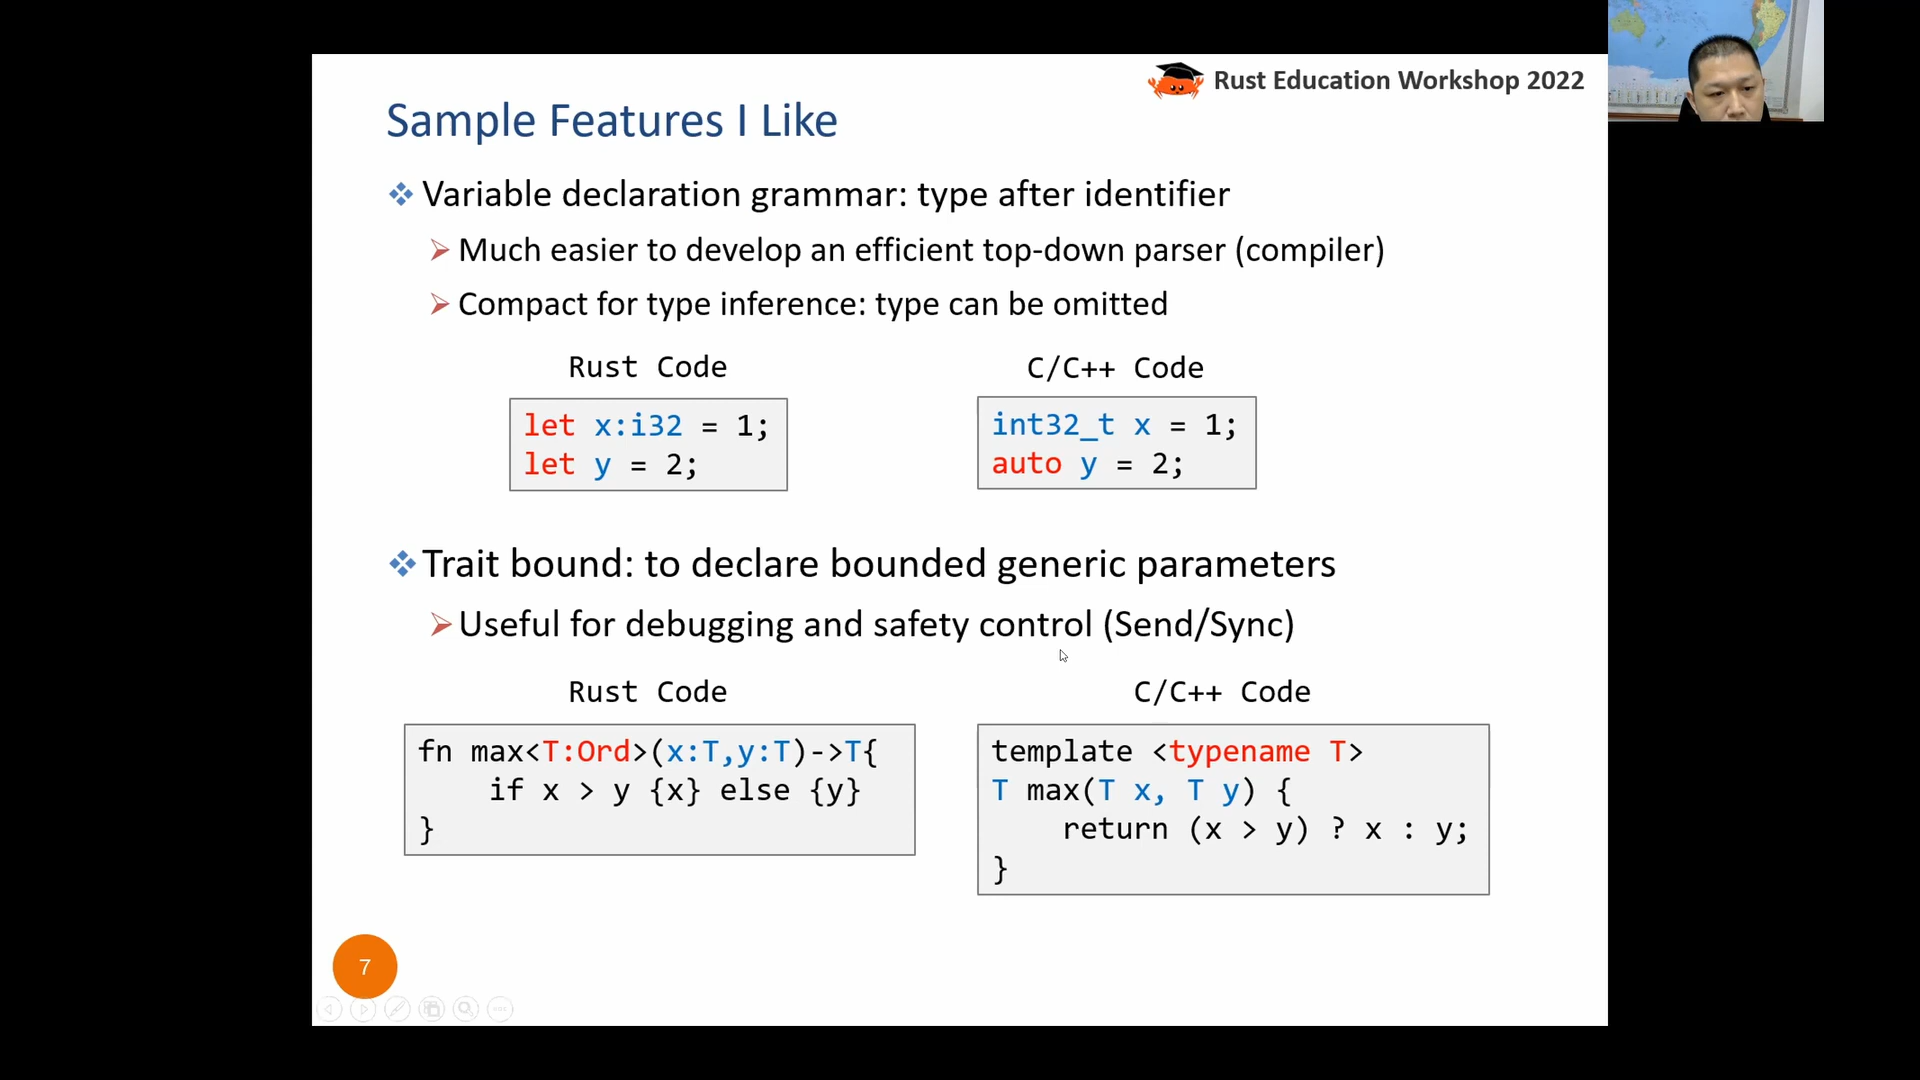 Rust Education Workshop 2022
Sample Features I Like
Variable declaration grammar: type after identifier
Much easier to develop an efficient top-down parser (compiler)
Compact for type inference: type can be omitted
Rust Code
let x:i32 = 1;
let y = 2;
C/C++ Code
int32_t x = 1;
auto y = 2;
Trait bound: to declare bounded generic parameters
Useful for debugging and safety control (Send/Sync)
Rust Code
fn max<T:Ord>(x:T,y:T)->T{
    if x > y {x} else {y}
}
C/C++ Code
template <typename T>
T max(T x, T y) {
    return (x > y) ? x : y;
}
7